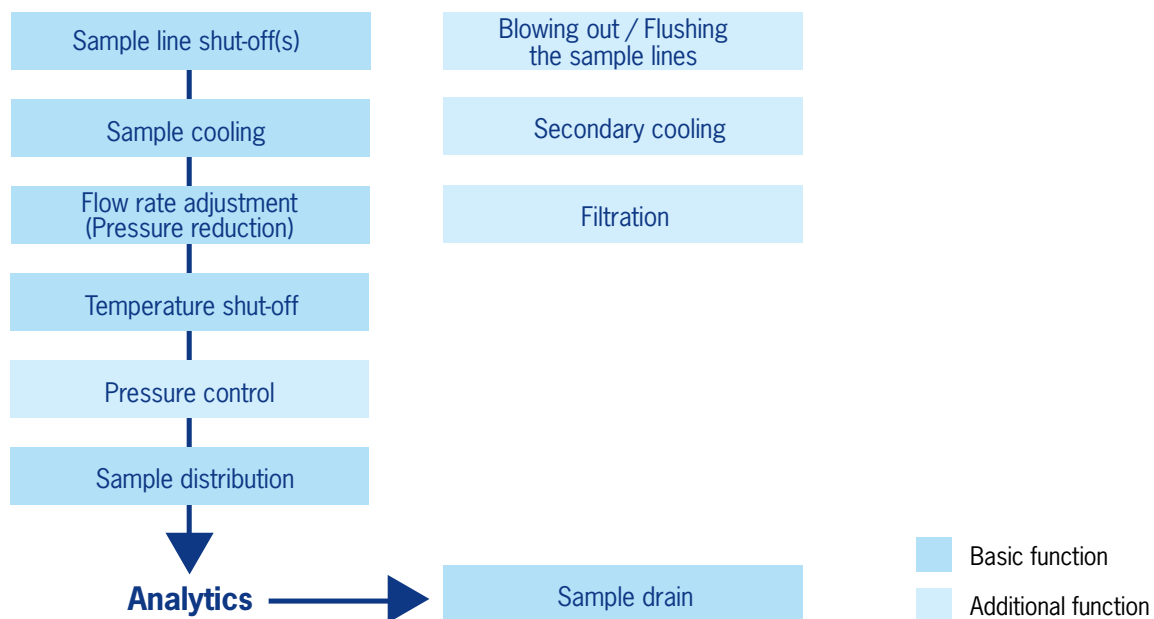 Sample line shut-off(s)
Sample cooling
Flow rate adjustment
(Pressure reduction)
Temperature shut-off
Pressure control
Sample distribution
Analytics
Blowing out / Flushing
the sample lines
Secondary cooling
Filtration
Sample drain
Basic function
Additional function